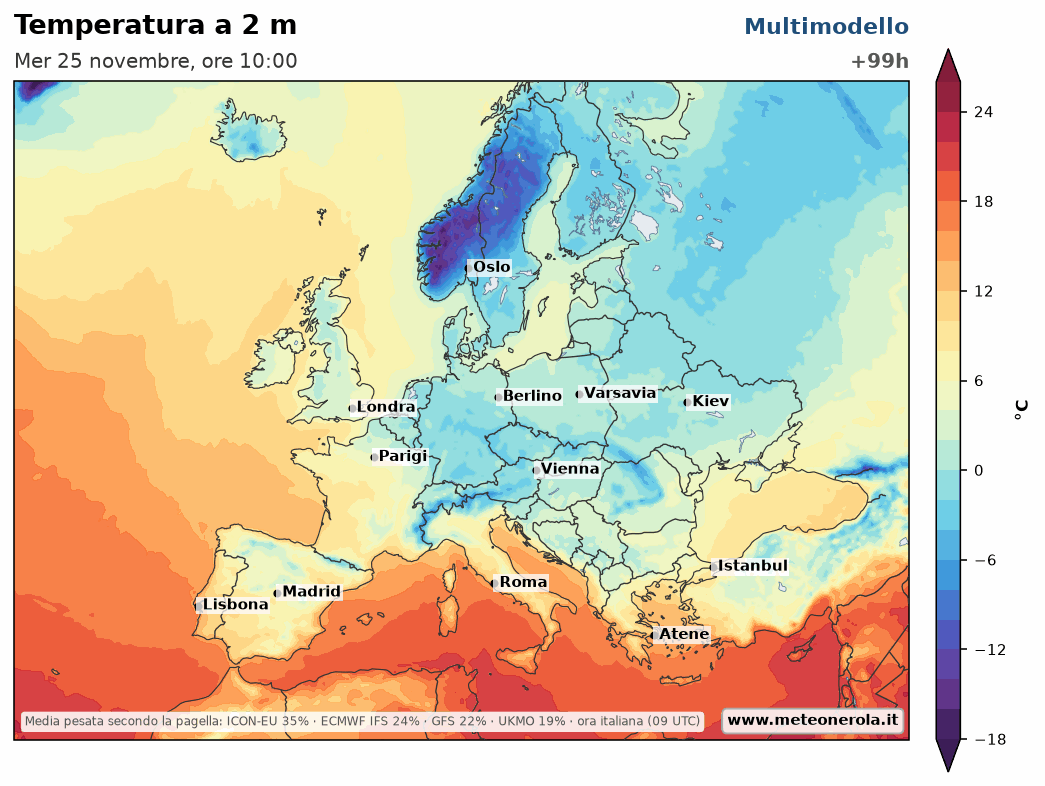 Temperatura a 2 m
Multimodello
Mer 25 novembre, ore 10:00
+99h
24
18
12
6
0
−6
−12
−18
°C
Oslo
Londra
Berlino
Varsavia
Kiev
Parigi
Vienna
Istanbul
Roma
Madrid
Lisbona
Atene
Media pesata secondo la pagella: ICON-EU 35% · ECMWF IFS 24% · GFS 22% · UKMO 19% · ora italiana (09 UTC)
www.meteonerola.it